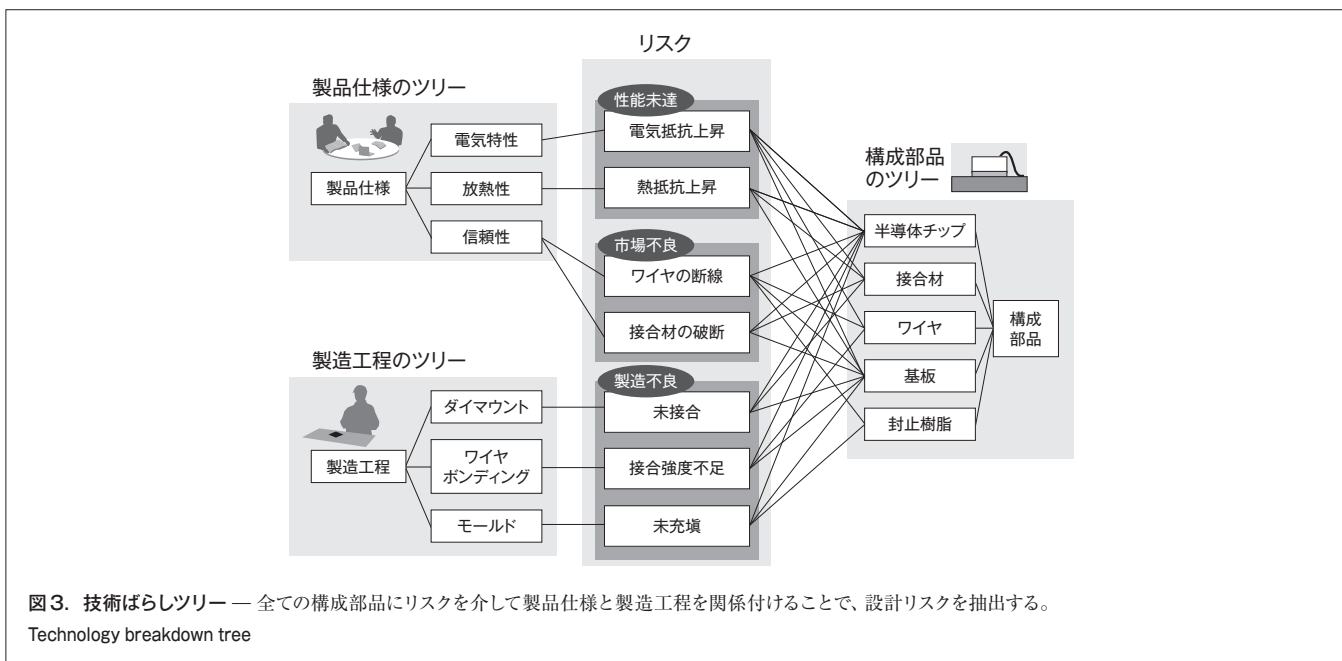 リスク
製品仕様のツリー
性能未達
電気特性
電気抵抗上昇
製品仕様
放熱性
熱抵抗上昇
信頼性
市場不良
ワイヤの断線
接合材の破断
構成部品
のツリー
半導体チップ
接合材
ワイヤ
基板
封止樹脂
構成
部品
製造工程のツリー
製造不良
ダイマウント
未接合
製造工程
ワイヤ
ボンディング
接合強度不足
モールド
未充塡
図3. 技術ばらしツリー — 全ての構成部品にリスクを介して製品仕様と製造工程を関係付けることで、設計リスクを抽出する。
Technology breakdown tree